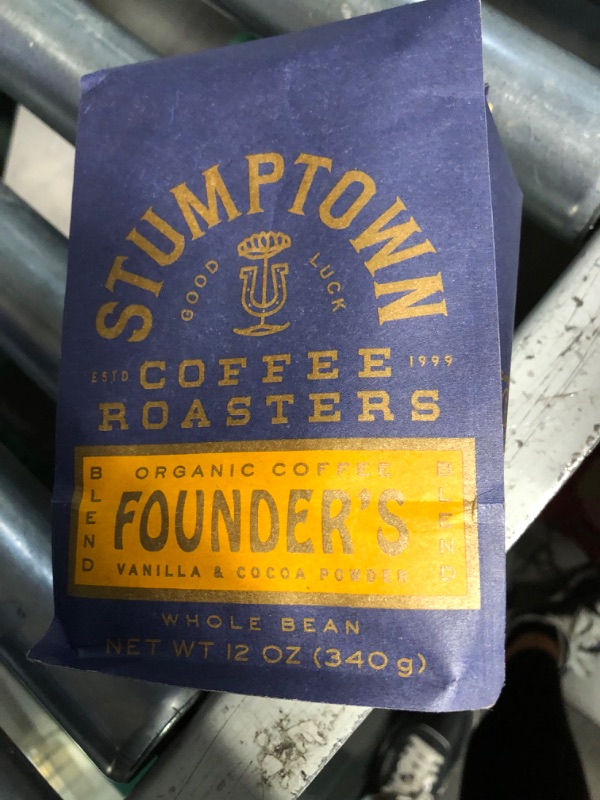 STUMPTOWN
GOOD LUCK
ESTD COFFEE 1999
ROASTERS
ORGANIC COFFEE
BLEND FOUNDER'S BLEND
VANILLA & COCOA POWDER
WHOLE BEAN
NET WT 12 OZ (340 g)